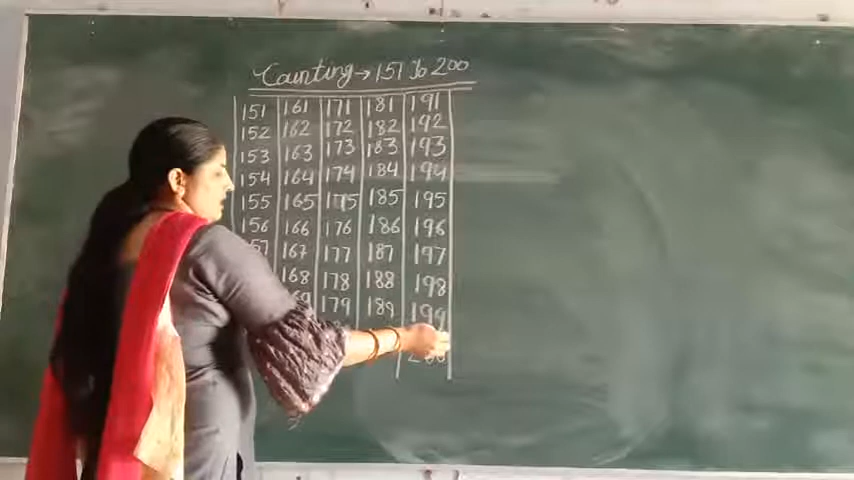 Counting → 151 To 200
151 161 171 181 191
152 162 172 182 192
153 163 173 183 193
154 164 174 184 194
155 165 175 185 195
156 166 176 186 196
157 167 177 187 197
168 178 188 198
179 189 199
200